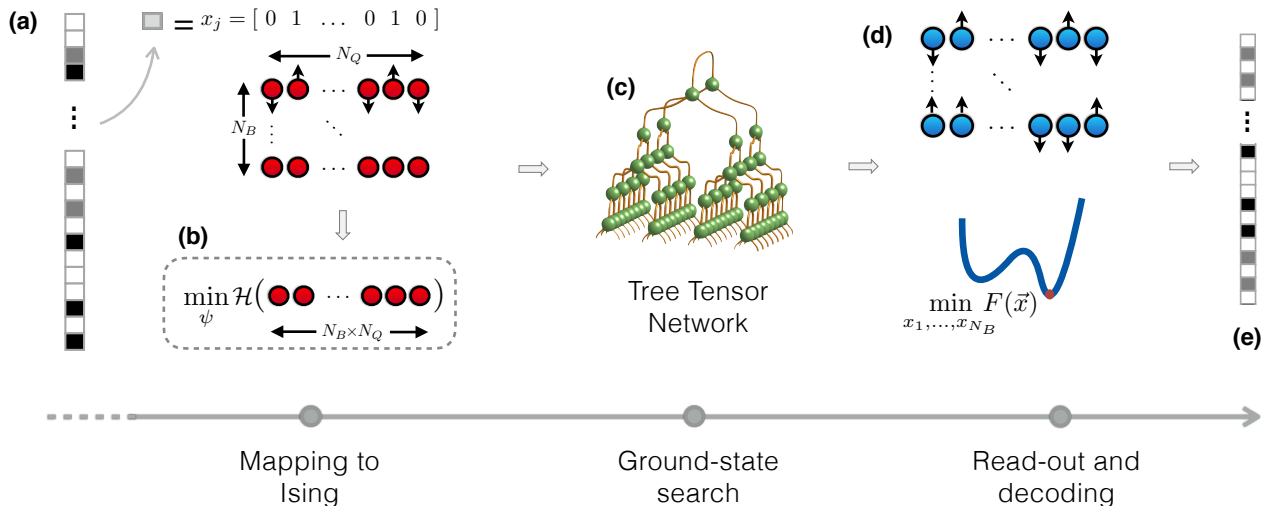 (a)
= x_j = [ 0 1 … 0 1 0 ]
N_Q
N_B
(b)
min H( … )
ψ
N_B×N_Q
(c)
Tree Tensor
Network
(d)
min F(x⃗)
x_1,…,x_{N_B}
(e)
Mapping to
Ising
Ground-state
search
Read-out and
decoding